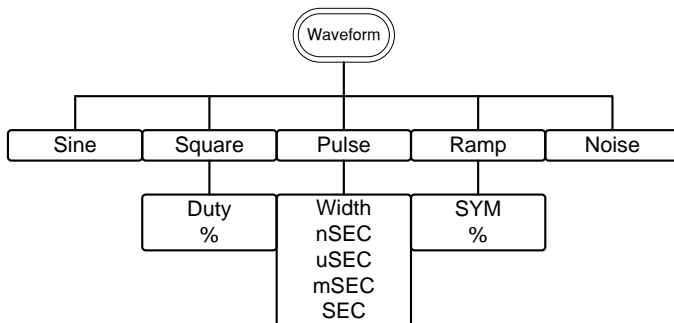 Waveform
Sine Square Pulse Ramp Noise
Duty
%
Width
nSEC
uSEC
mSEC
SEC
SYM
%